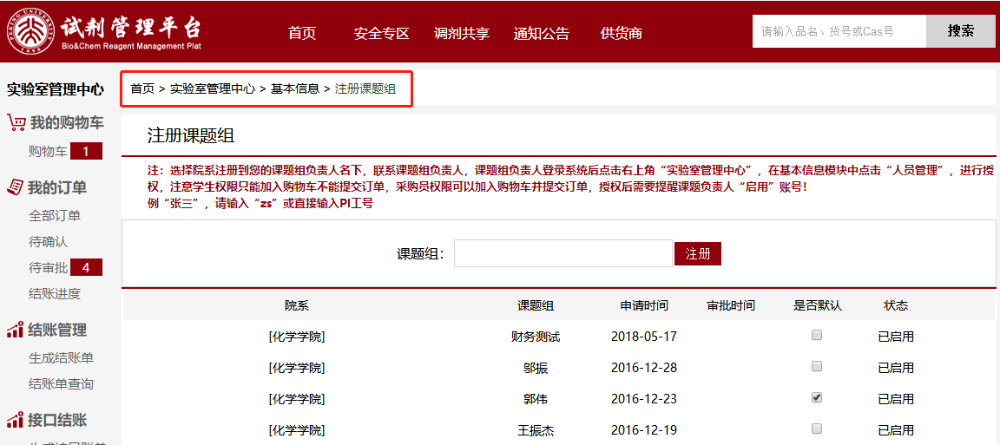 PEKING UNIVERSITY
1898
试剂管理平台
Bio&Chem Reagent Management Plat
首页 安全专区 调剂共享 通知公告 供货商
请输入品名、货号或Cas号 搜索
实验室管理中心
我的购物车
购物车 1
我的订单
全部订单
待确认
待审批 4
结账进度
结账管理
生成结账单
结账单查询
接口结账
首页 > 实验室管理中心 > 基本信息 > 注册课题组
注册课题组
注：选择院系注册到您的课题组负责人名下，联系课题组负责人，课题组负责人登录系统后点击右上角“实验室管理中心”，在基本信息模块中点击“人员管理”，进行授
权，注意学生权限只能加入购物车不能提交订单，采购员权限可以加入购物车并提交订单，授权后需要提醒课题负责人“启用”账号！
例“张三”，请输入“zs”或直接输入PI工号
课题组： 注册
院系 课题组 申请时间 审批时间 是否默认 状态
[化学学院] 财务测试 2018-05-17 已启用
[化学学院] 邬振 2016-12-28 已启用
[化学学院] 郭伟 2016-12-23 已启用
[化学学院] 王振杰 2016-12-19 已启用